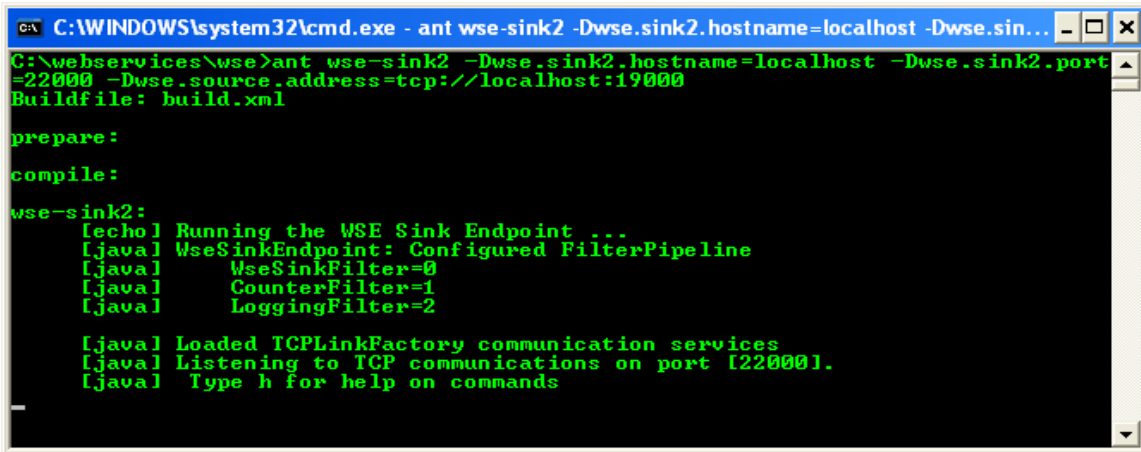 C:\WINDOWS\system32\cmd.exe - ant wse-sink2 -Dwse.sink2.hostname=localhost -Dwse.sin...
C:\webservices\wse>ant wse-sink2 -Dwse.sink2.hostname=localhost -Dwse.sink2.port
=22000 -Dwse.source.address=tcp://localhost:19000
Buildfile: build.xml
prepare:
compile:
wse-sink2:
[echo] Running the WSE Sink Endpoint ...
[java] WseSinkEndpoint: Configured FilterPipeline
[java] WseSinkFilter=0
[java] CounterFilter=1
[java] LoggingFilter=2
[java] Loaded TCPLinkFactory communication services
[java] Listening to TCP communications on port [22000].
[java] Type h for help on commands